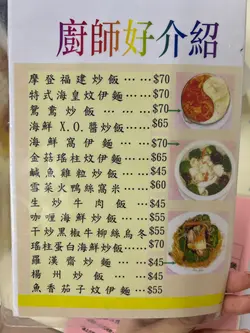 廚師好介紹
摩登福建炒飯……$70
特式海皇炆伊麵…$70
鴛鴦炒飯……$70
海鮮X.O.醬炒飯…$65
海鮮窩伊麵……$70
金菇瑤柱炆伊麵…$65
鹹魚雞粒炒飯……$50
雪菜火鴨絲窩米…$60
生炒牛肉飯……$45
咖喱海鮮炒飯……$55
干炒黑椒牛柳絲烏冬$55
瑤柱蛋白海鮮炒飯…$70
羅漢齋炒麵……$45
楊州炒飯……$45
魚香茄子炆伊麵…$55